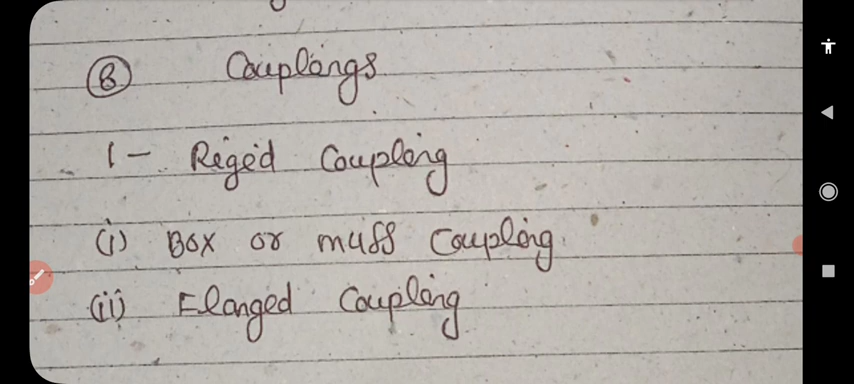 (B) Couplings
1- Rigid Coupling
(i) Box or muff Coupling
(ii) Flanged Coupling